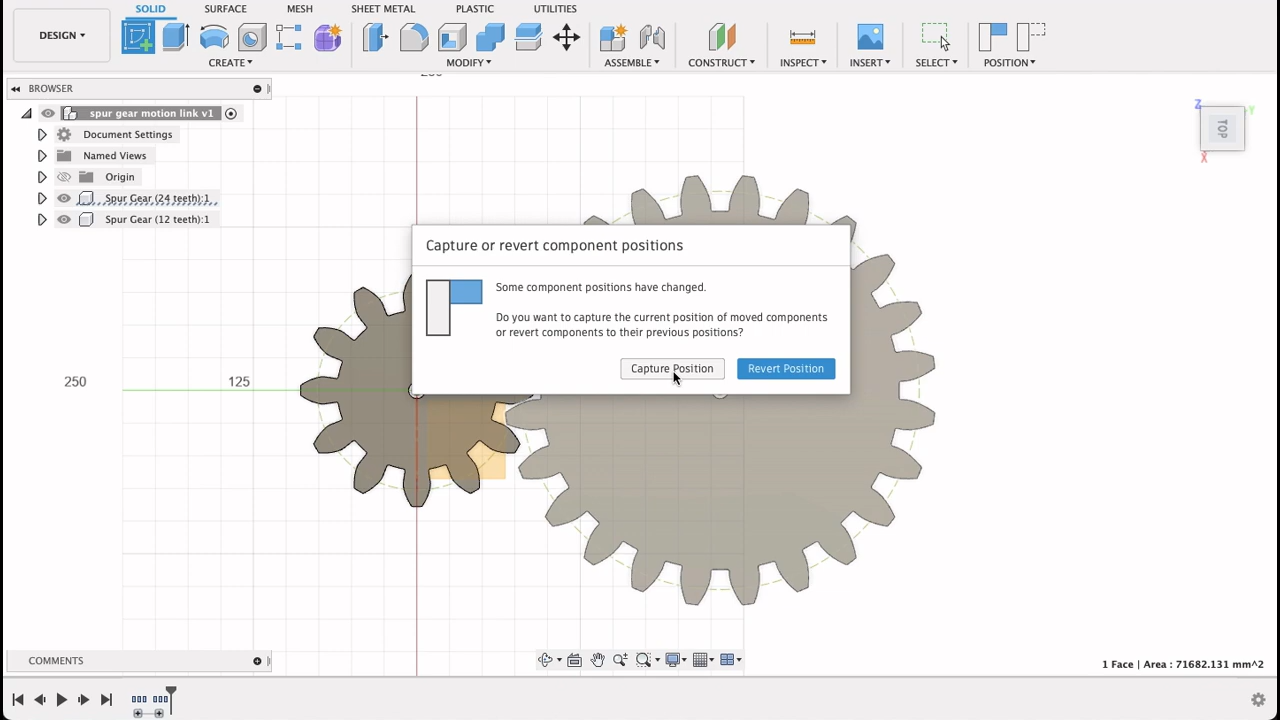 SOLID SURFACE MESH SHEET METAL PLASTIC UTILITIES
DESIGN
CREATE MODIFY ASSEMBLE CONSTRUCT INSPECT INSERT SELECT POSITION
BROWSER
spur gear motion link v1
Document Settings
Named Views
Origin
Spur Gear (24 teeth):1
Spur Gear (12 teeth):1
Z
Y
TOP
X
Capture or revert component positions
Some component positions have changed.
Do you want to capture the current position of moved components
or revert components to their previous positions?
Capture Position Revert Position
250 125
COMMENTS
1 Face | Area : 71682.131 mm^2